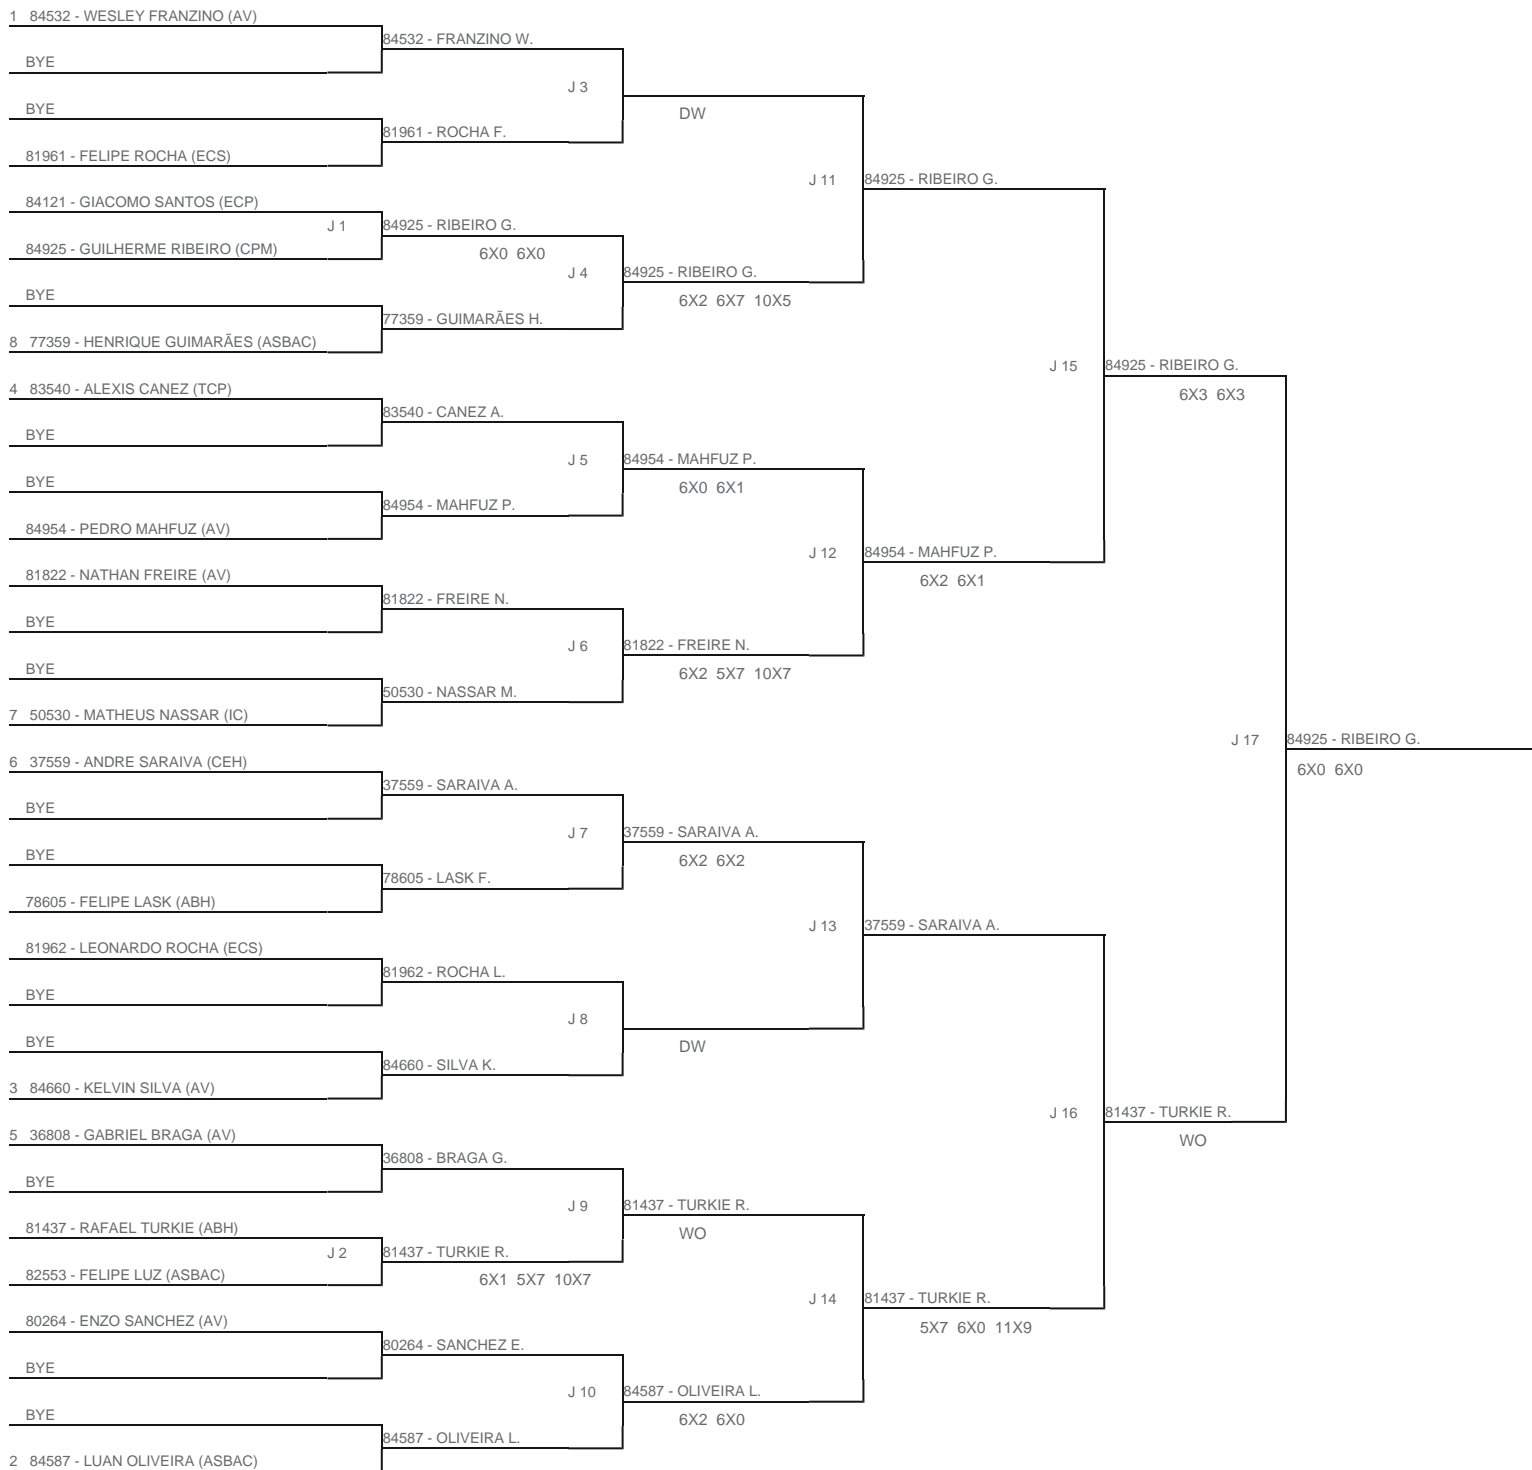 1 84532 - WESLEY FRANZINO (AV)
84532 - FRANZINO W.
BYE
J 3
BYE
DW
81961 - ROCHA F.
81961 - FELIPE ROCHA (ECS)
J 11
84925 - RIBEIRO G.
84121 - GIACOMO SANTOS (ECP)
J 1
84925 - RIBEIRO G.
84925 - GUILHERME RIBEIRO (CPM)
6X0 6X0
J 4
84925 - RIBEIRO G.
BYE
6X2 6X7 10X5
77359 - GUIMARÃES H.
8 77359 - HENRIQUE GUIMARÃES (ASBAC)
J 15
84925 - RIBEIRO G.
4 83540 - ALEXIS CANEZ (TCP)
6X3 6X3
83540 - CANEZ A.
BYE
J 5
84954 - MAHFUZ P.
BYE
6X0 6X1
84954 - MAHFUZ P.
84954 - PEDRO MAHFUZ (AV)
J 12
84954 - MAHFUZ P.
81822 - NATHAN FREIRE (AV)
6X2 6X1
81822 - FREIRE N.
BYE
J 6
81822 - FREIRE N.
BYE
6X2 5X7 10X7
50530 - NASSAR M.
7 50530 - MATHEUS NASSAR (IC)
J 17
84925 - RIBEIRO G.
6 37559 - ANDRE SARAIVA (CEH)
6X0 6X0
37559 - SARAIVA A.
BYE
J 7
37559 - SARAIVA A.
BYE
6X2 6X2
78605 - LASK F.
78605 - FELIPE LASK (ABH)
J 13
37559 - SARAIVA A.
81962 - LEONARDO ROCHA (ECS)
81962 - ROCHA L.
BYE
J 8
BYE
DW
84660 - SILVA K.
3 84660 - KELVIN SILVA (AV)
J 16
81437 - TURKIE R.
5 36808 - GABRIEL BRAGA (AV)
WO
36808 - BRAGA G.
BYE
J 9
81437 - TURKIE R.
81437 - RAFAEL TURKIE (ABH)
WO
J 2
81437 - TURKIE R.
82553 - FELIPE LUZ (ASBAC)
6X1 5X7 10X7
J 14
81437 - TURKIE R.
80264 - ENZO SANCHEZ (AV)
5X7 6X0 11X9
80264 - SANCHEZ E.
BYE
J 10
84587 - OLIVEIRA L.
BYE
6X2 6X0
84587 - OLIVEIRA L.
2 84587 - LUAN OLIVEIRA (ASBAC)